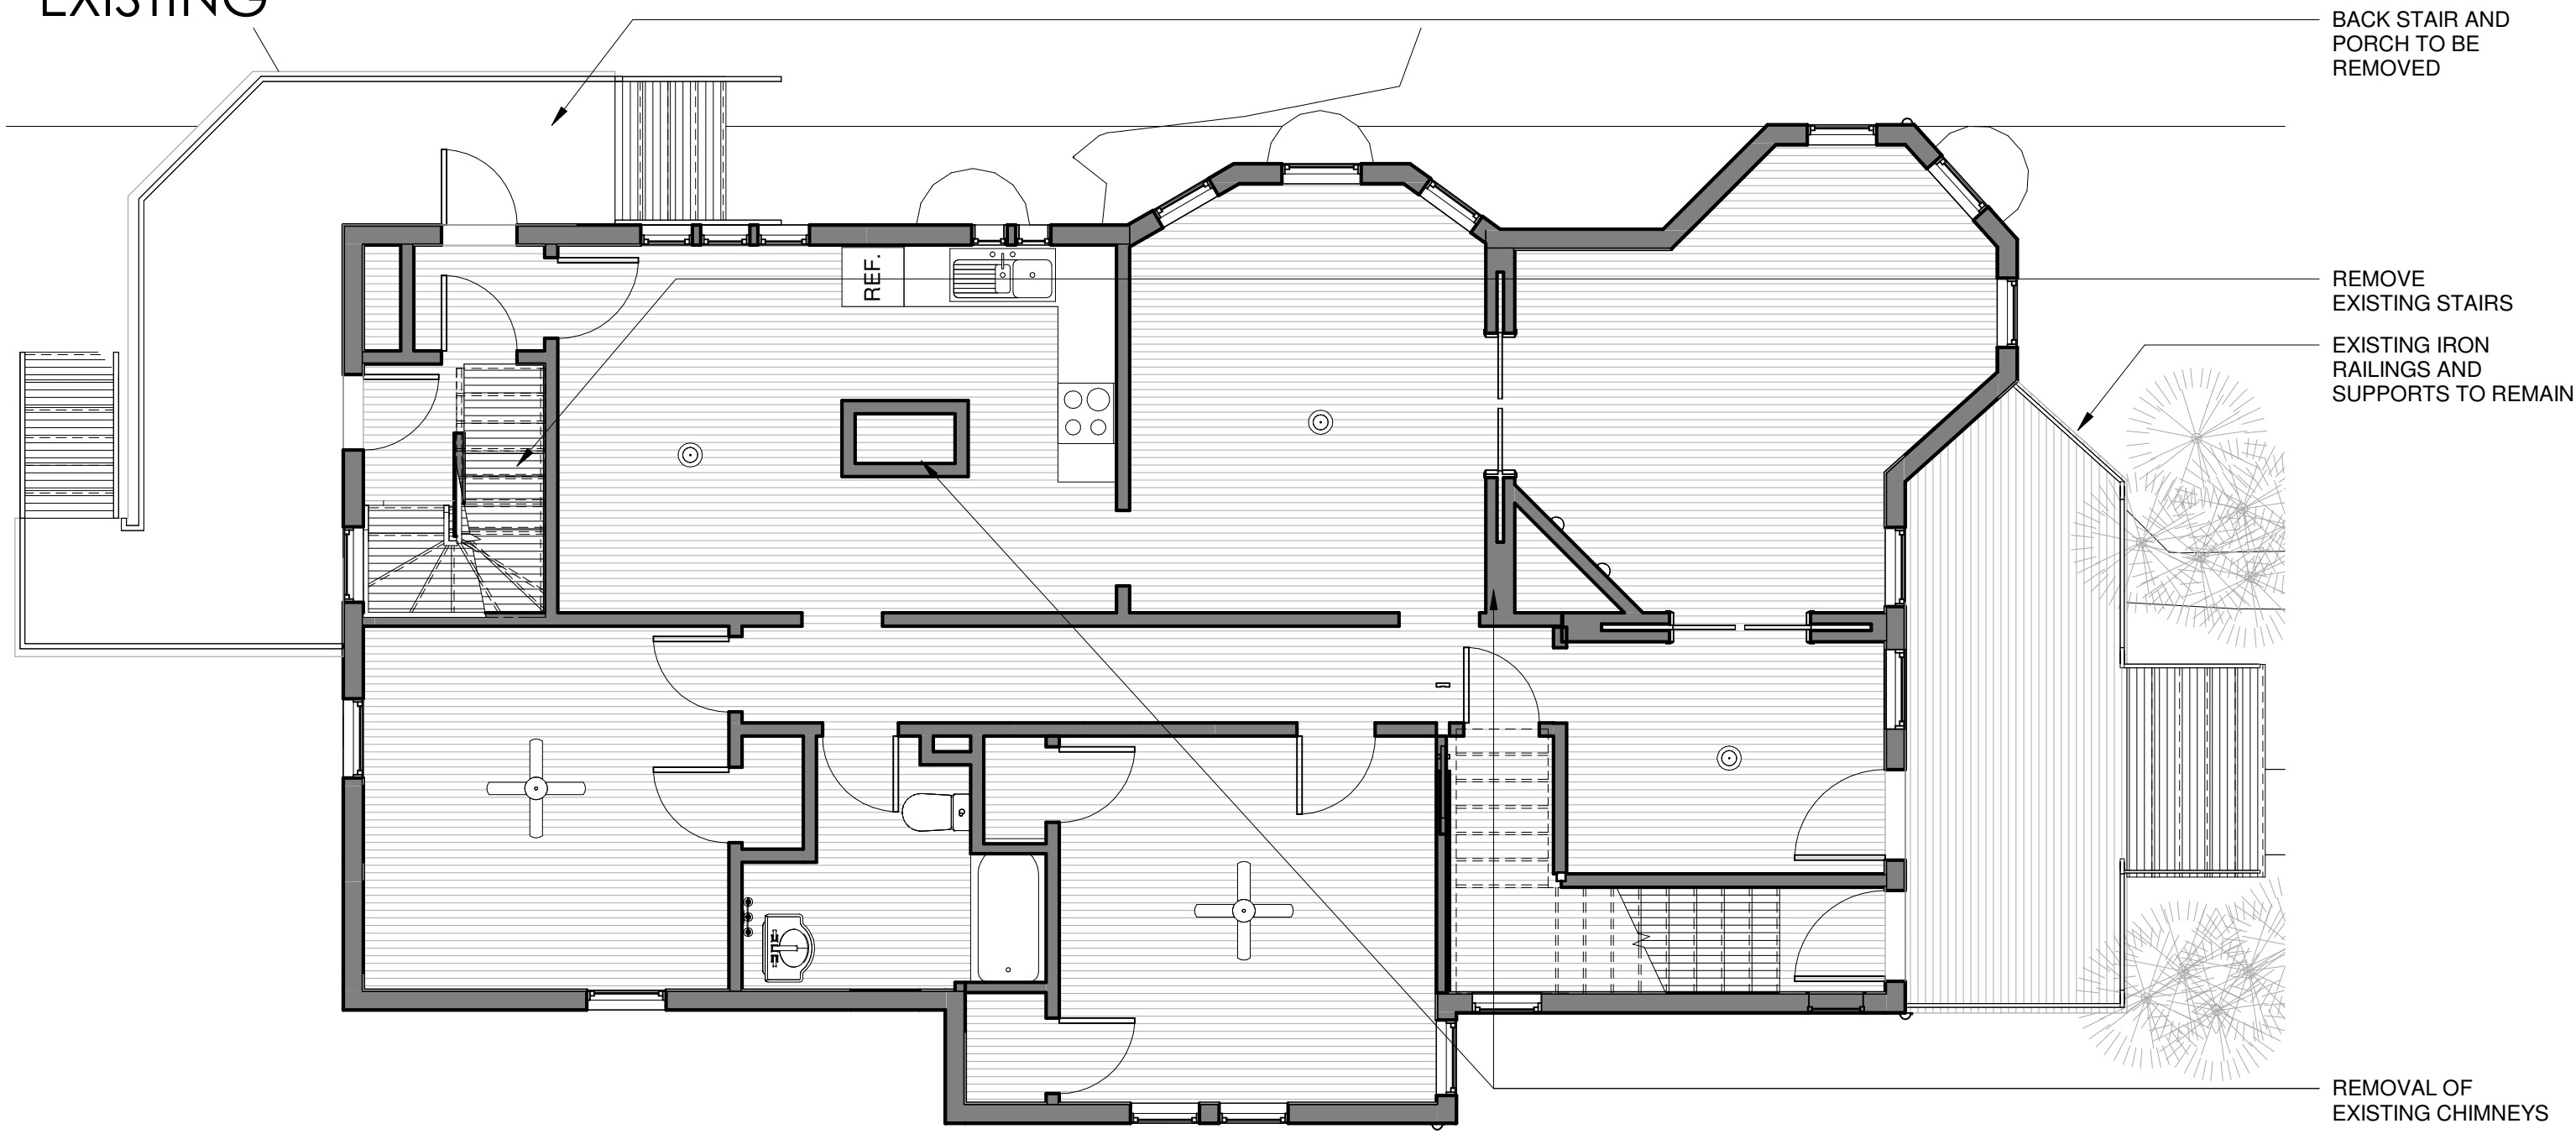 EXISTING
BACK STAIR AND
PORCH TO BE
REMOVED
REF.
REMOVE
EXISTING STAIRS
EXISTING IRON
RAILINGS AND
SUPPORTS TO REMAIN
REMOVAL OF
EXISTING CHIMNEYS